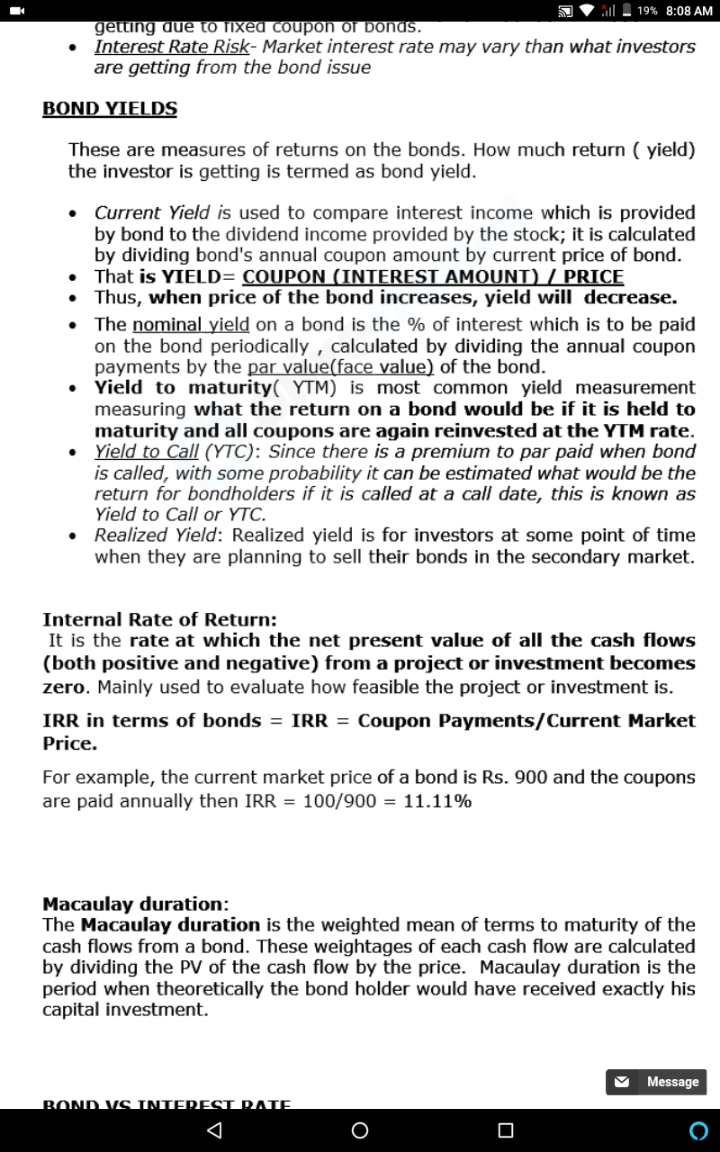 19% 8:08 AM
getting due to fixed coupon of bonds.
• Interest Rate Risk- Market interest rate may vary than what investors
are getting from the bond issue
BOND YIELDS
These are measures of returns on the bonds. How much return ( yield)
the investor is getting is termed as bond yield.
• Current Yield is used to compare interest income which is provided
by bond to the dividend income provided by the stock; it is calculated
by dividing bond's annual coupon amount by current price of bond.
• That is YIELD= COUPON (INTEREST AMOUNT) / PRICE
• Thus, when price of the bond increases, yield will decrease.
• The nominal yield on a bond is the % of interest which is to be paid
on the bond periodically , calculated by dividing the annual coupon
payments by the par value(face value) of the bond.
• Yield to maturity( YTM) is most common yield measurement
measuring what the return on a bond would be if it is held to
maturity and all coupons are again reinvested at the YTM rate.
• Yield to Call (YTC): Since there is a premium to par paid when bond
is called, with some probability it can be estimated what would be the
return for bondholders if it is called at a call date, this is known as
Yield to Call or YTC.
• Realized Yield: Realized yield is for investors at some point of time
when they are planning to sell their bonds in the secondary market.
Internal Rate of Return:
It is the rate at which the net present value of all the cash flows
(both positive and negative) from a project or investment becomes
zero. Mainly used to evaluate how feasible the project or investment is.
IRR in terms of bonds = IRR = Coupon Payments/Current Market
Price.
For example, the current market price of a bond is Rs. 900 and the coupons
are paid annually then IRR = 100/900 = 11.11%
Macaulay duration:
The Macaulay duration is the weighted mean of terms to maturity of the
cash flows from a bond. These weightages of each cash flow are calculated
by dividing the PV of the cash flow by the price. Macaulay duration is the
period when theoretically the bond holder would have received exactly his
capital investment.
Message
BOND VS INTEREST RATE